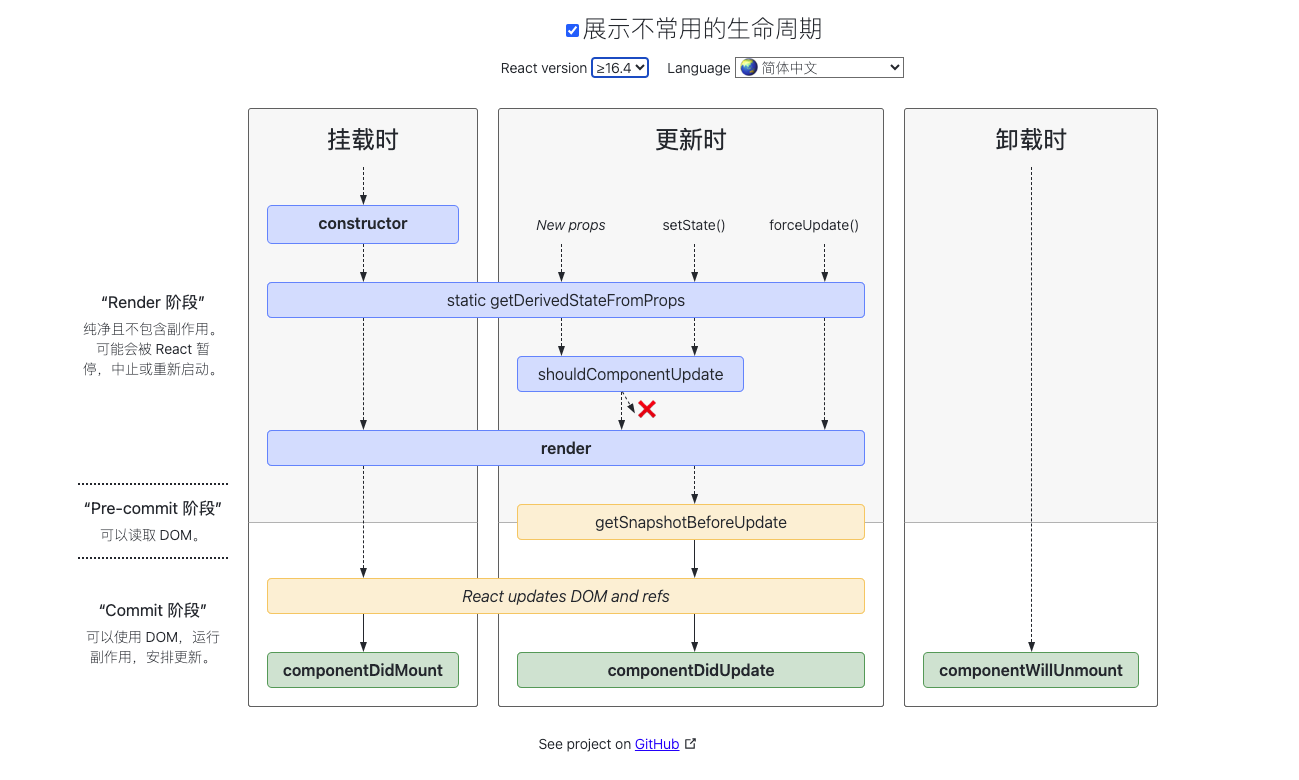 展示不常用的生命周期
React version ≥16.4 Language 简体中文
挂载时
更新时
卸载时
constructor
New props
setState()
forceUpdate()
static getDerivedStateFromProps
“Render 阶段”
纯净且不包含副作用。
可能会被 React 暂
停，中止或重新启动。
shouldComponentUpdate
render
“Pre-commit 阶段”
可以读取 DOM。
getSnapshotBeforeUpdate
React updates DOM and refs
“Commit 阶段”
可以使用 DOM，运行
副作用，安排更新。
componentDidMount
componentDidUpdate
componentWillUnmount
See project on GitHub